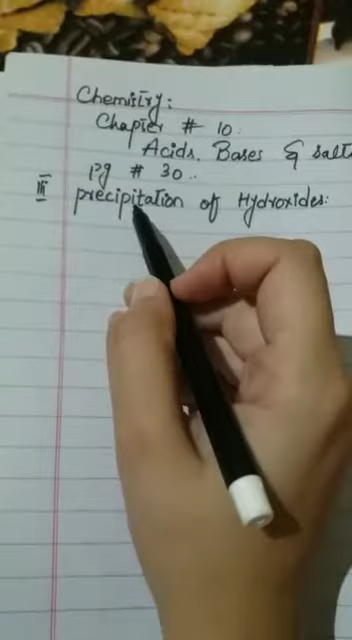 Chemistry:
Chapter # 10.
Acids, Bases & salts
pg # 30..
III precipitation of Hydroxides: